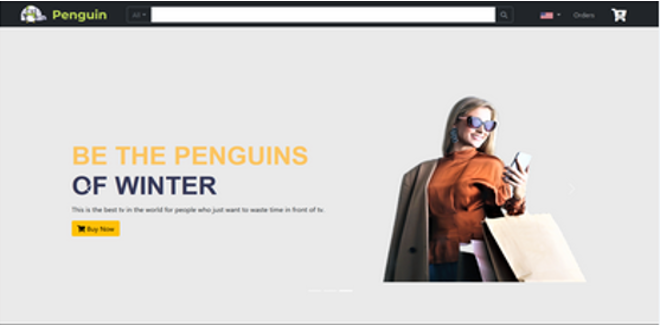 Penguin
All
Orders
BE THE PENGUINS
OF WINTER
This is the best tv in the world for people who just want to waste time in front of tv.
Buy Now